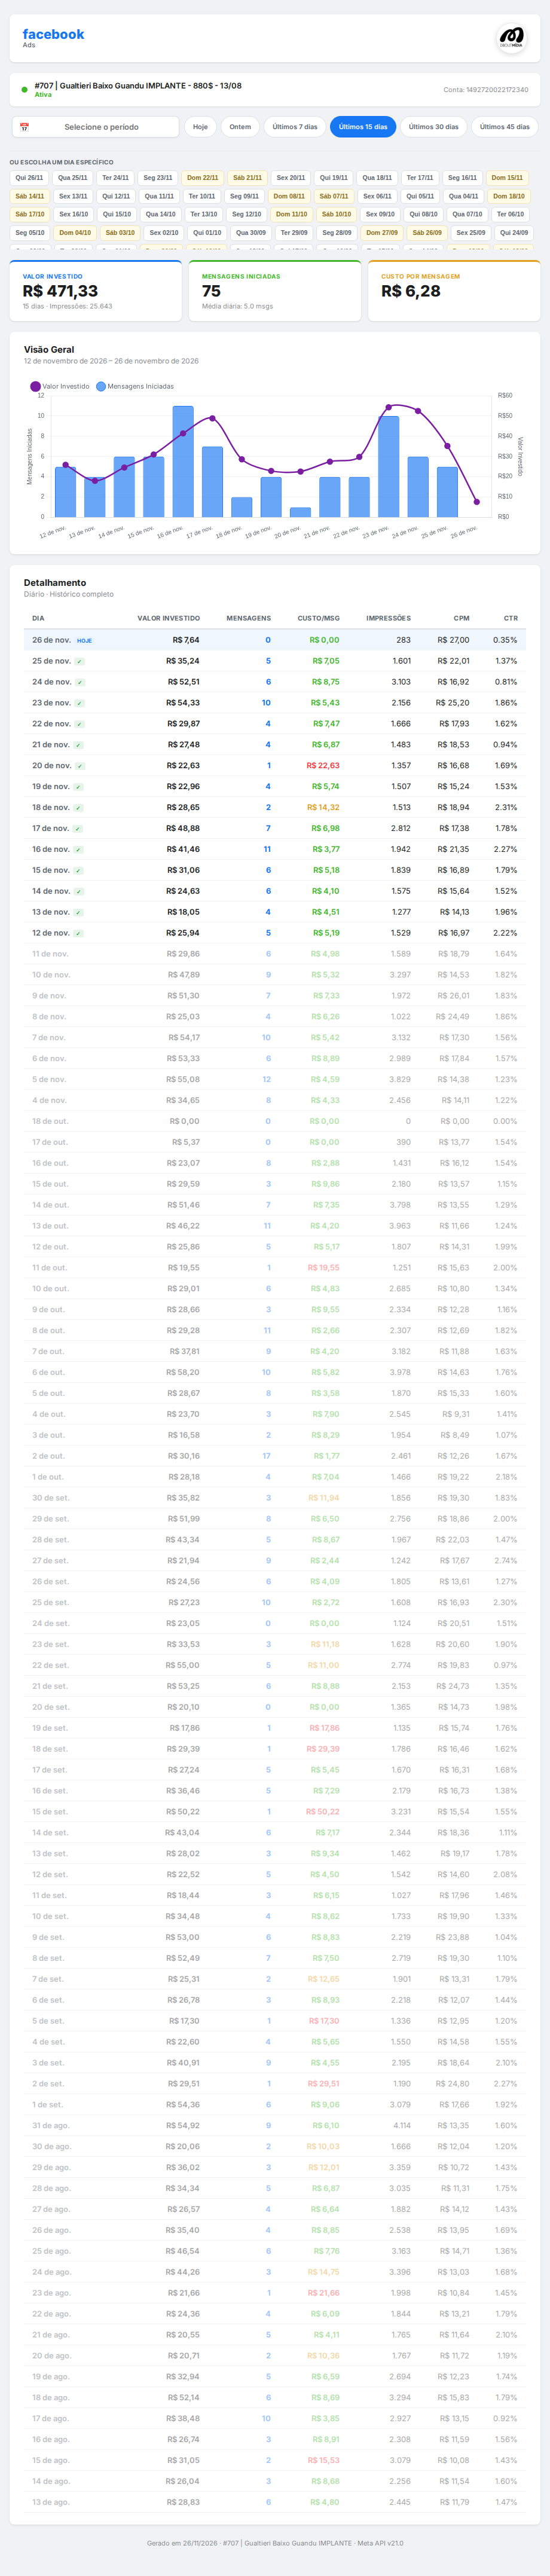 facebook
Ads
2BOUTMÍDIA
#707 | Gualtieri Baixo Guandu IMPLANTE - 880$ - 13/08
Ativa
Conta: 1492720022172340
Selecione o período
Hoje
Ontem
Últimos 7 dias
Últimos 15 dias
Últimos 30 dias
Últimos 45 dias
OU ESCOLHA UM DIA ESPECÍFICO
Qui 26/11 Qua 25/11 Ter 24/11 Seg 23/11 Dom 22/11 Sáb 21/11 Sex 20/11 Qui 19/11 Qua 18/11 Ter 17/11 Seg 16/11 Dom 15/11
Sáb 14/11 Sex 13/11 Qui 12/11 Qua 11/11 Ter 10/11 Seg 09/11 Dom 08/11 Sáb 07/11 Sex 06/11 Qui 05/11 Qua 04/11 Dom 18/10
Sáb 17/10 Sex 16/10 Qui 15/10 Qua 14/10 Ter 13/10 Seg 12/10 Dom 11/10 Sáb 10/10 Sex 09/10 Qui 08/10 Qua 07/10 Ter 06/10
Seg 05/10 Dom 04/10 Sáb 03/10 Sex 02/10 Qui 01/10 Qua 30/09 Ter 29/09 Seg 28/09 Dom 27/09 Sáb 26/09 Sex 25/09 Qui 24/09
VALOR INVESTIDO
R$ 471,33
15 dias · Impressões: 25.843
MENSAGENS INICIADAS
75
Média diária: 5.0 msgs
CUSTO POR MENSAGEM
R$ 6,28
Visão Geral
12 de novembro de 2026 – 26 de novembro de 2026
Valor Investido
Mensagens Iniciadas
12
10
8
6
4
2
0
Mensagens Iniciadas
R$60
R$50
R$40
R$30
R$20
R$10
R$0
Valor Investido
12 de nov. 13 de nov. 14 de nov. 15 de nov. 16 de nov. 17 de nov. 18 de nov. 19 de nov. 20 de nov. 21 de nov. 22 de nov. 23 de nov. 24 de nov. 25 de nov. 26 de nov.
Detalhamento
Diário · Histórico completo
DIA VALOR INVESTIDO MENSAGENS CUSTO/MSG IMPRESSÕES CPM CTR
26 de nov. HOJE R$ 7,64 0 R$ 0,00 283 R$ 27,00 0.35%
25 de nov. ✓ R$ 35,24 5 R$ 7,05 1.601 R$ 22,01 1.37%
24 de nov. ✓ R$ 52,51 6 R$ 8,75 3.103 R$ 16,92 0.81%
23 de nov. ✓ R$ 54,33 10 R$ 5,43 2.156 R$ 25,20 1.86%
22 de nov. ✓ R$ 29,87 4 R$ 7,47 1.666 R$ 17,93 1.62%
21 de nov. ✓ R$ 27,48 4 R$ 6,87 1.483 R$ 18,53 0.94%
20 de nov. ✓ R$ 22,63 1 R$ 22,63 1.357 R$ 16,68 1.69%
19 de nov. ✓ R$ 22,96 4 R$ 5,74 1.507 R$ 15,24 1.53%
18 de nov. ✓ R$ 28,65 2 R$ 14,32 1.513 R$ 18,94 2.31%
17 de nov. ✓ R$ 48,88 7 R$ 6,98 2.812 R$ 17,38 1.78%
16 de nov. ✓ R$ 41,46 11 R$ 3,77 1.942 R$ 21,35 2.27%
15 de nov. ✓ R$ 31,06 6 R$ 5,18 1.839 R$ 16,89 1.79%
14 de nov. ✓ R$ 24,63 6 R$ 4,10 1.575 R$ 15,64 1.52%
13 de nov. ✓ R$ 18,05 4 R$ 4,51 1.277 R$ 14,13 1.96%
12 de nov. ✓ R$ 25,94 5 R$ 5,19 1.529 R$ 16,97 2.22%
11 de nov. R$ 29,86 6 R$ 4,98 1.589 R$ 18,79 1.64%
10 de nov. R$ 47,89 9 R$ 5,32 3.297 R$ 14,53 1.82%
9 de nov. R$ 51,30 7 R$ 7,33 1.972 R$ 26,01 1.83%
8 de nov. R$ 25,03 4 R$ 6,26 1.022 R$ 24,49 1.86%
7 de nov. R$ 54,17 10 R$ 5,42 3.132 R$ 17,30 1.56%
6 de nov. R$ 53,33 6 R$ 8,89 2.989 R$ 17,84 1.57%
5 de nov. R$ 55,08 12 R$ 4,59 3.829 R$ 14,38 1.23%
4 de nov. R$ 34,65 8 R$ 4,33 2.456 R$ 14,11 1.22%
18 de out. R$ 0,00 0 R$ 0,00 0 R$ 0,00 0.00%
17 de out. R$ 5,37 0 R$ 0,00 390 R$ 13,77 1.54%
16 de out. R$ 23,07 8 R$ 2,88 1.431 R$ 16,12 1.54%
15 de out. R$ 29,59 3 R$ 9,86 2.180 R$ 13,57 1.15%
14 de out. R$ 51,46 7 R$ 7,35 3.798 R$ 13,55 1.29%
13 de out. R$ 46,22 11 R$ 4,20 3.963 R$ 11,66 1.24%
12 de out. R$ 25,86 5 R$ 5,17 1.807 R$ 14,31 1.99%
11 de out. R$ 19,55 1 R$ 19,55 1.251 R$ 15,63 2.00%
10 de out. R$ 29,01 6 R$ 4,83 2.685 R$ 10,80 1.34%
9 de out. R$ 28,66 3 R$ 9,55 2.334 R$ 12,28 1.16%
8 de out. R$ 29,28 11 R$ 2,66 2.307 R$ 12,69 1.82%
7 de out. R$ 37,81 9 R$ 4,20 3.182 R$ 11,88 1.63%
6 de out. R$ 58,20 10 R$ 5,82 3.978 R$ 14,63 1.76%
5 de out. R$ 28,67 8 R$ 3,58 1.870 R$ 15,33 1.60%
4 de out. R$ 23,70 3 R$ 7,90 2.545 R$ 9,31 1.41%
3 de out. R$ 16,58 2 R$ 8,29 1.954 R$ 8,49 1.07%
2 de out. R$ 30,16 17 R$ 1,77 2.461 R$ 12,26 1.67%
1 de out. R$ 28,18 4 R$ 7,04 1.466 R$ 19,22 2.18%
30 de set. R$ 35,82 3 R$ 11,94 1.856 R$ 19,30 1.83%
29 de set. R$ 51,99 8 R$ 6,50 2.756 R$ 18,86 2.00%
28 de set. R$ 43,34 5 R$ 8,67 1.967 R$ 22,03 1.47%
27 de set. R$ 21,94 9 R$ 2,44 1.242 R$ 17,67 2.74%
26 de set. R$ 24,56 6 R$ 4,09 1.805 R$ 13,61 1.27%
25 de set. R$ 27,23 10 R$ 2,72 1.608 R$ 16,93 2.30%
24 de set. R$ 23,05 0 R$ 0,00 1.124 R$ 20,51 1.51%
23 de set. R$ 33,53 3 R$ 11,18 1.628 R$ 20,60 1.90%
22 de set. R$ 55,00 5 R$ 11,00 2.774 R$ 19,83 0.97%
21 de set. R$ 53,25 6 R$ 8,88 2.153 R$ 24,73 1.35%
20 de set. R$ 20,10 0 R$ 0,00 1.365 R$ 14,73 1.98%
19 de set. R$ 17,86 1 R$ 17,86 1.135 R$ 15,74 1.76%
18 de set. R$ 29,39 1 R$ 29,39 1.786 R$ 16,46 1.62%
17 de set. R$ 27,24 5 R$ 5,45 1.670 R$ 16,31 1.68%
16 de set. R$ 36,46 5 R$ 7,29 2.179 R$ 16,73 1.38%
15 de set. R$ 50,22 1 R$ 50,22 3.231 R$ 15,54 1.55%
14 de set. R$ 43,04 6 R$ 7,17 2.344 R$ 18,36 1.11%
13 de set. R$ 28,02 3 R$ 9,34 1.462 R$ 19,17 1.78%
12 de set. R$ 22,52 5 R$ 4,50 1.542 R$ 14,60 2.08%
11 de set. R$ 18,44 3 R$ 6,15 1.027 R$ 17,96 1.46%
10 de set. R$ 34,48 4 R$ 8,62 1.733 R$ 19,90 1.33%
9 de set. R$ 53,00 6 R$ 8,83 2.219 R$ 23,88 1.04%
8 de set. R$ 52,49 7 R$ 7,50 2.719 R$ 19,30 1.10%
7 de set. R$ 25,31 2 R$ 12,65 1.901 R$ 13,31 1.79%
6 de set. R$ 26,78 3 R$ 8,93 2.218 R$ 12,07 1.44%
5 de set. R$ 17,30 1 R$ 17,30 1.336 R$ 12,95 1.20%
4 de set. R$ 22,60 4 R$ 5,65 1.550 R$ 14,58 1.55%
3 de set. R$ 40,91 9 R$ 4,55 2.195 R$ 18,64 2.10%
2 de set. R$ 29,51 1 R$ 29,51 1.190 R$ 24,80 2.27%
1 de set. R$ 54,36 6 R$ 9,06 3.079 R$ 17,66 1.92%
31 de ago. R$ 54,92 9 R$ 6,10 4.114 R$ 13,35 1.60%
30 de ago. R$ 20,06 2 R$ 10,03 1.666 R$ 12,04 1.20%
29 de ago. R$ 36,02 3 R$ 12,01 3.359 R$ 10,72 1.43%
28 de ago. R$ 34,34 5 R$ 6,87 3.035 R$ 11,31 1.75%
27 de ago. R$ 26,57 4 R$ 6,64 1.882 R$ 14,12 1.43%
26 de ago. R$ 35,40 4 R$ 8,85 2.538 R$ 13,95 1.69%
25 de ago. R$ 46,54 6 R$ 7,76 3.163 R$ 14,71 1.36%
24 de ago. R$ 44,26 3 R$ 14,75 3.396 R$ 13,03 1.68%
23 de ago. R$ 21,66 1 R$ 21,66 1.998 R$ 10,84 1.45%
22 de ago. R$ 24,36 4 R$ 6,09 1.844 R$ 13,21 1.79%
21 de ago. R$ 20,55 5 R$ 4,11 1.765 R$ 11,64 2.10%
20 de ago. R$ 20,71 2 R$ 10,36 1.767 R$ 11,72 1.19%
19 de ago. R$ 32,94 5 R$ 6,59 2.694 R$ 12,23 1.74%
18 de ago. R$ 52,14 6 R$ 8,69 3.294 R$ 15,83 1.79%
17 de ago. R$ 38,48 10 R$ 3,85 2.927 R$ 13,15 0.92%
16 de ago. R$ 26,74 3 R$ 8,91 2.308 R$ 11,59 1.56%
15 de ago. R$ 31,05 2 R$ 15,53 3.079 R$ 10,08 1.43%
14 de ago. R$ 26,04 3 R$ 8,68 2.256 R$ 11,54 1.60%
13 de ago. R$ 28,83 6 R$ 4,80 2.445 R$ 11,79 1.47%
Gerado em 26/11/2026 · #707 | Gualtieri Baixo Guandu IMPLANTE · Meta API v21.0